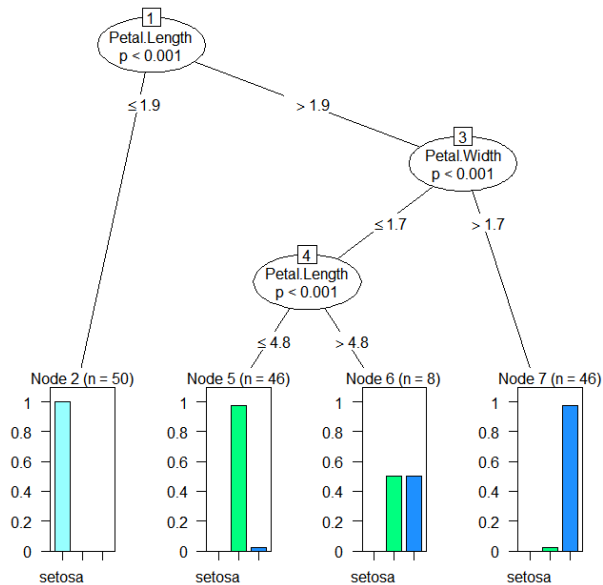 1
Petal.Length
p < 0.001
≤ 1.9
> 1.9
3
Petal.Width
p < 0.001
≤ 1.7
> 1.7
4
Petal.Length
p < 0.001
≤ 4.8
> 4.8
Node 2 (n = 50)
1
0.8
0.6
0.4
0.2
0
setosa
Node 5 (n = 46)
1
0.8
0.6
0.4
0.2
0
setosa
Node 6 (n = 8)
1
0.8
0.6
0.4
0.2
0
setosa
Node 7 (n = 46)
1
0.8
0.6
0.4
0.2
0
setosa